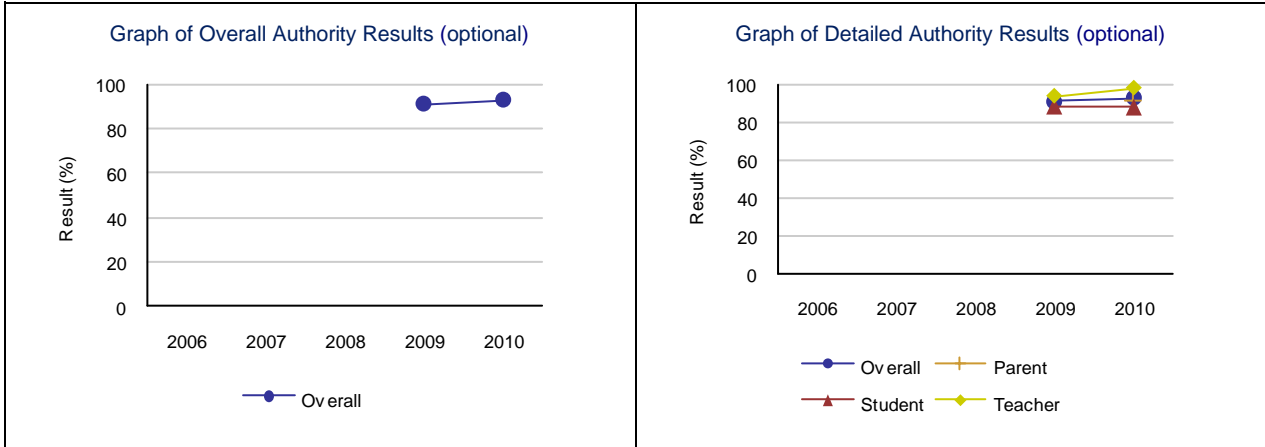 Graph of Overall Authority Results (optional)
100
80
60
40
20
0
Result (%)
2006 2007 2008 2009 2010
Overall
Graph of Detailed Authority Results (optional)
100
80
60
40
20
0
Result (%)
2006 2007 2008 2009 2010
Overall Parent
Student Teacher